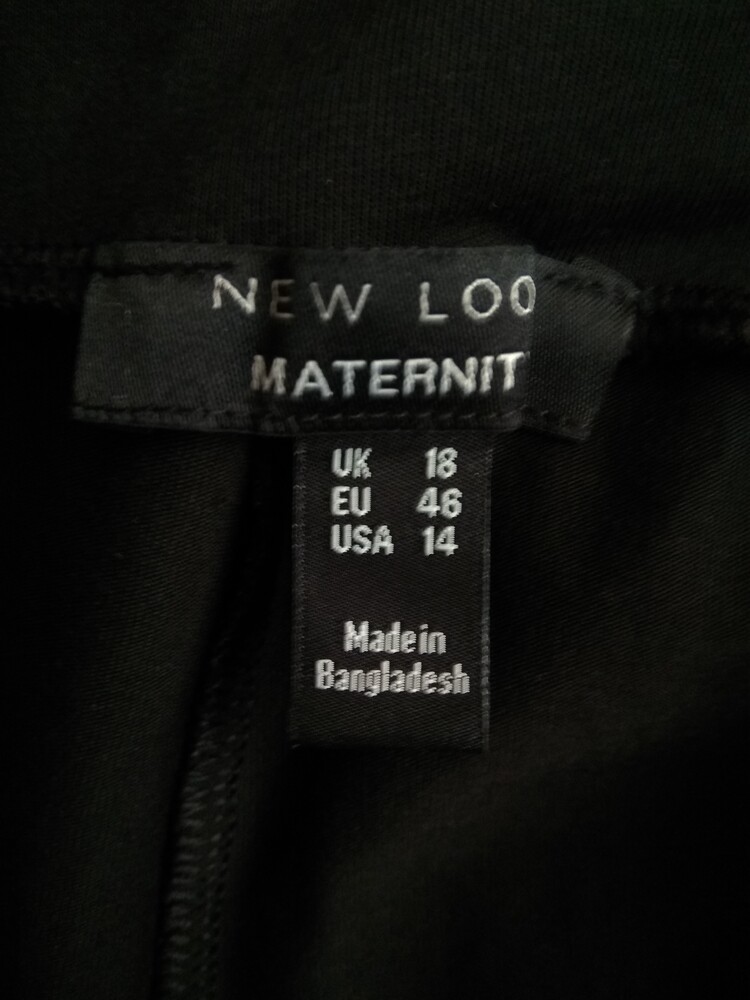 NEW LOO
MATERNIT
UK 18
EU 46
USA 14
Made in
Bangladesh